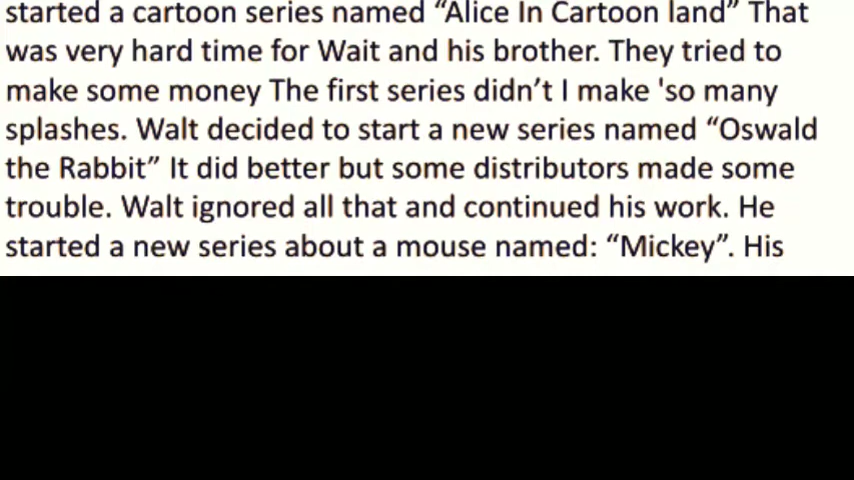 started a cartoon series named “Alice In Cartoon land” That
was very hard time for Wait and his brother. They tried to
make some money The first series didn’t I make 'so many
splashes. Walt decided to start a new series named “Oswald
the Rabbit” It did better but some distributors made some
trouble. Walt ignored all that and continued his work. He
started a new series about a mouse named: “Mickey”. His